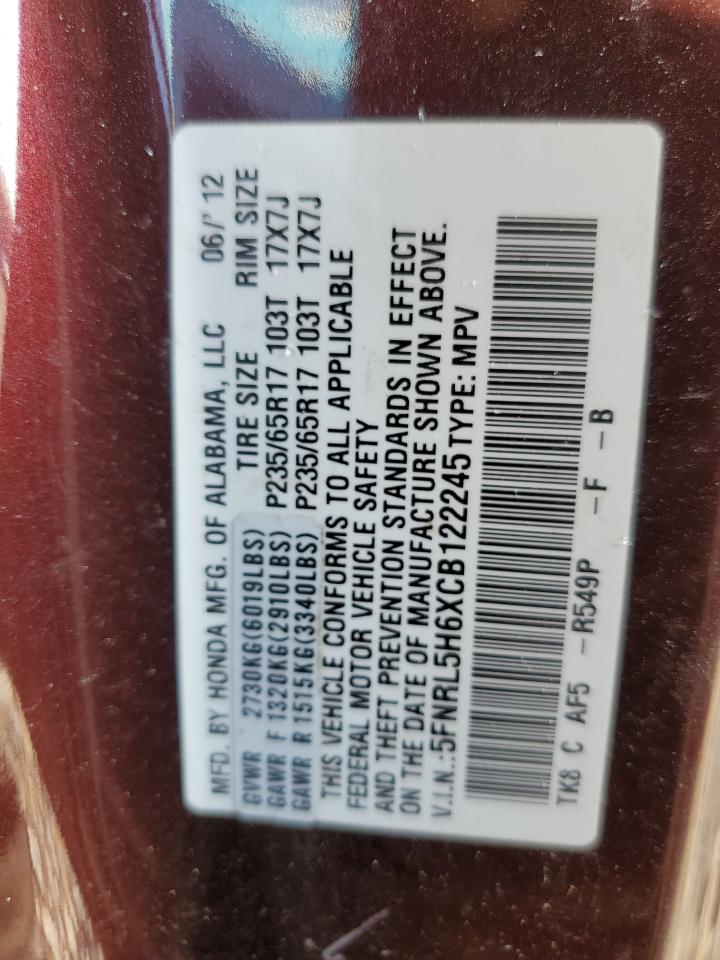 MFD. BY HONDA MFG. OF ALABAMA, LLC 06/'12
GVWR 2730KG(6019LBS) TIRE SIZE RIM SIZE
GAWR F 1320KG(2910LBS) P235/65R17 103T 17X7J
GAWR R 1515KG(3340LBS) P235/65R17 103T 17X7J
THIS VEHICLE CONFORMS TO ALL APPLICABLE
FEDERAL MOTOR VEHICLE SAFETY
AND THEFT PREVENTION STANDARDS IN EFFECT
ON THE DATE OF MANUFACTURE SHOWN ABOVE.
V.I.N.:5FNRL5H6XCB122245 TYPE: MPV
TK8 C AF5 -R549P -F -B